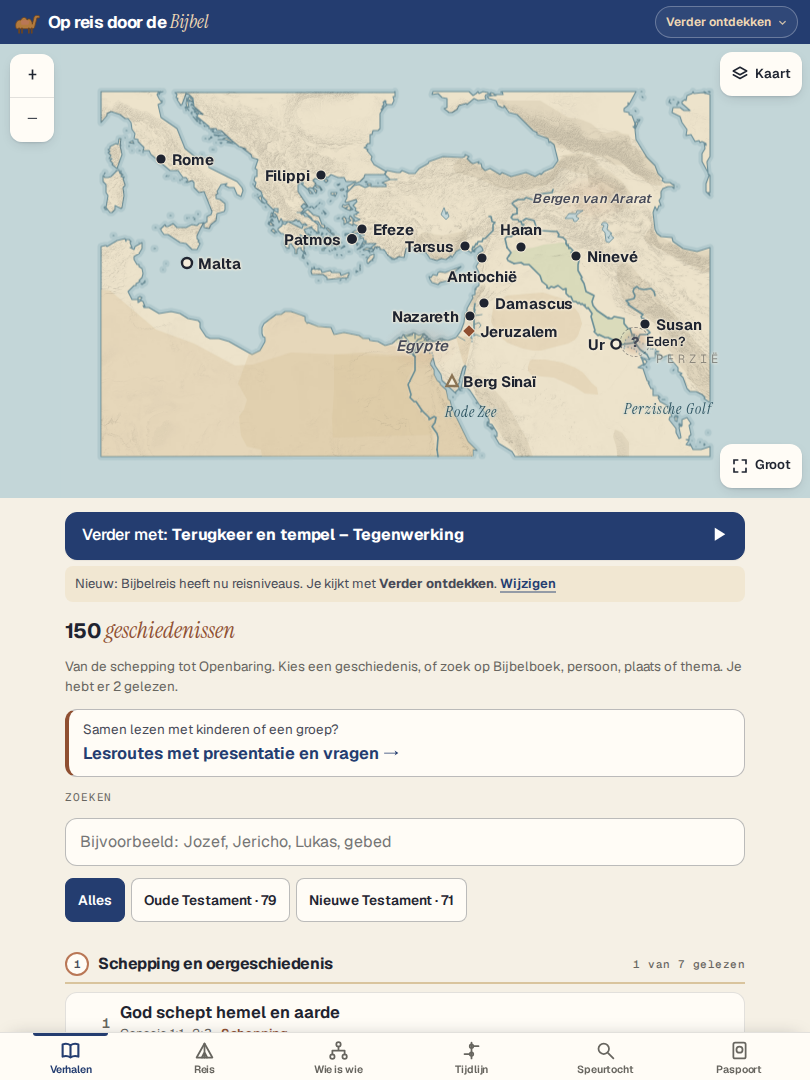 Op reis door de Bijbel
Verder ontdekken
+
−
Kaart
Rome
Filippi
Bergen van Ararat
Efeze
Patmos
Tarsus
Haran
Malta
Ninevé
Antiochië
Damascus
Nazareth
Susan
Jeruzalem
Ur
?
Eden?
Egypte
PERZIË
Berg Sinaï
Rode Zee
Perzische Golf
Groot
Verder met: Terugkeer en tempel – Tegenwerking
Nieuw: Bijbelreis heeft nu reisniveaus. Je kijkt met Verder ontdekken. Wijzigen
150 geschiedenissen
Van de schepping tot Openbaring. Kies een geschiedenis, of zoek op Bijbelboek, persoon, plaats of thema. Je
hebt er 2 gelezen.
Samen lezen met kinderen of een groep?
Lesroutes met presentatie en vragen →
ZOEKEN
Bijvoorbeeld: Jozef, Jericho, Lukas, gebed
Alles
Oude Testament · 79
Nieuwe Testament · 71
1 Schepping en oergeschiedenis
1 van 7 gelezen
God schept hemel en aarde
1
Verhalen
Reis
Wie is wie
Tijdlijn
Speurtocht
Paspoort